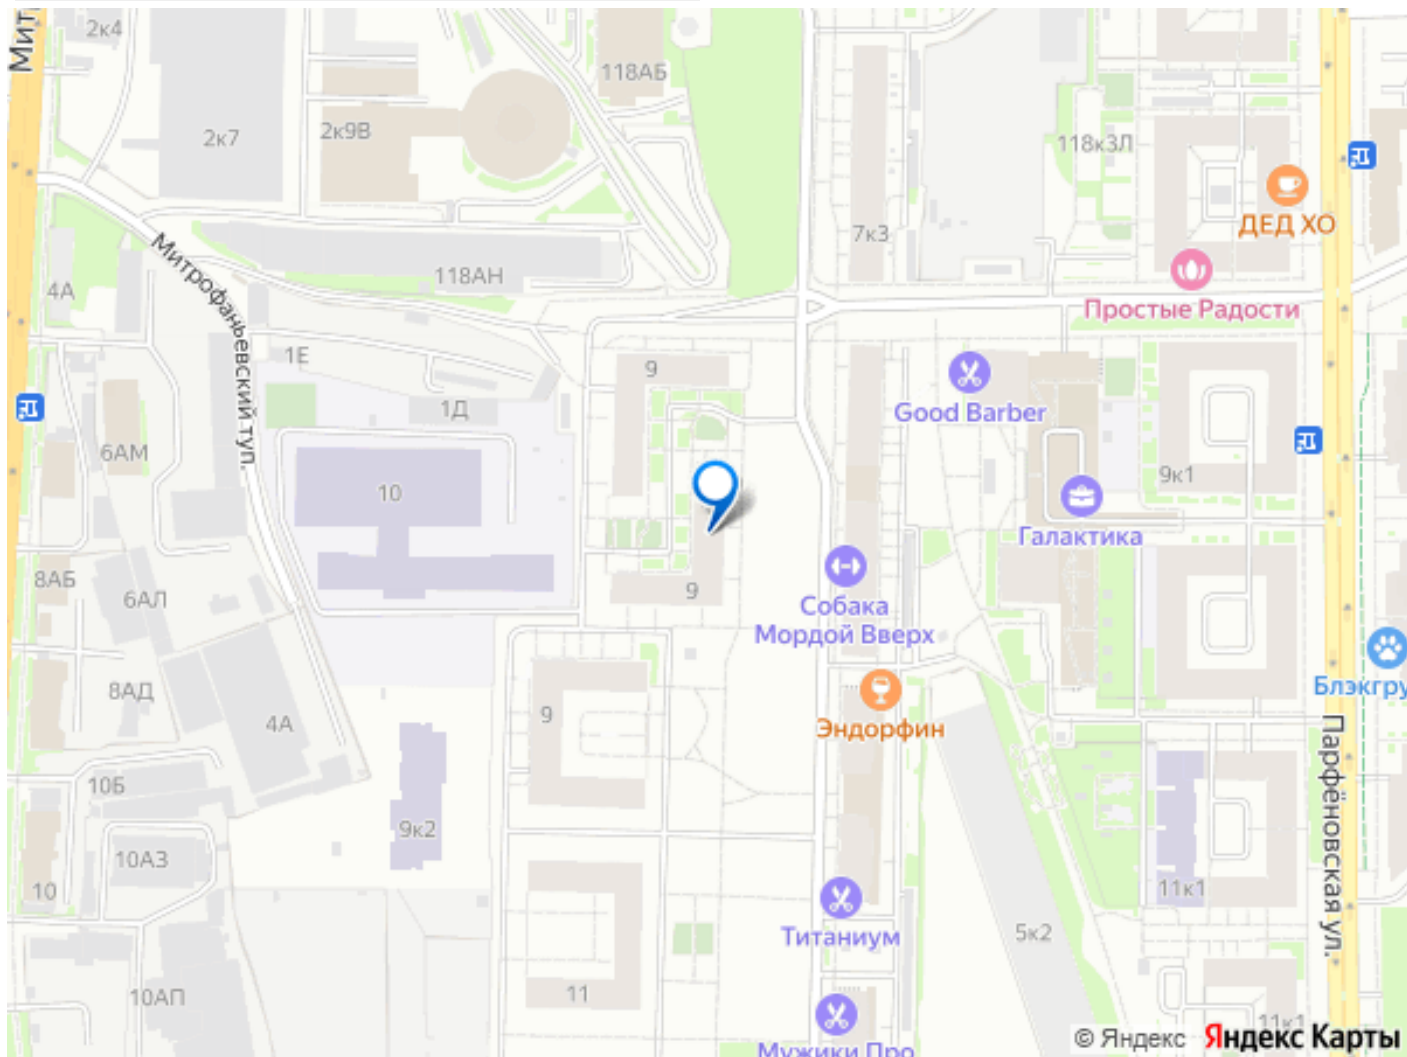 Мит
2к4
118АБ
2к7
2к9В
118к3Л
ДЕД ХО
7к3
Митрофаньевский туп.
118АН
4А
Простые Радости
1Е
9
Good Barber
1Д
6АМ
10
9к1
Галактика
8АБ
6АЛ
9
Собака
Мордой Вверх
8АД
4А
9
Эндорфин
Блэкгру
Парфёновская ул.
10Б
9к2
10АЗ
10
11к1
Титаниум
5к2
10АП
11
11к1
Мужики Про
© Яндекс Яндекс Карты